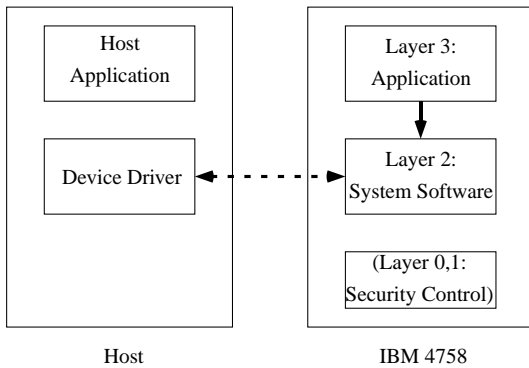 Host
Application
Device Driver
Host
Layer 3:
Application
Layer 2:
System Software
(Layer 0,1:
Security Control)
IBM 4758